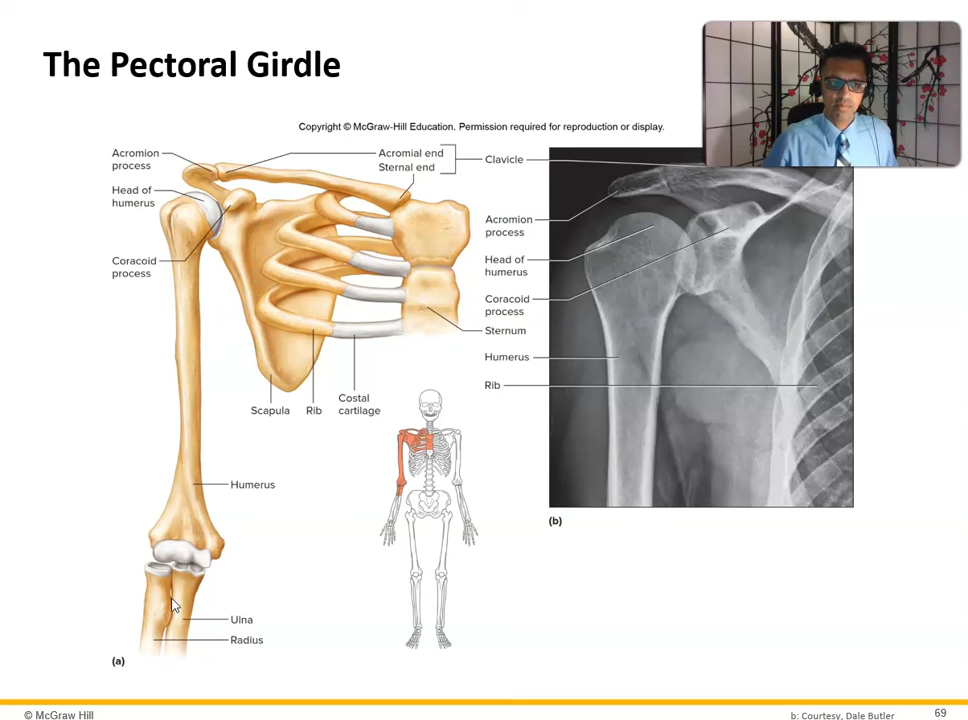 The Pectoral Girdle
Copyright © McGraw-Hill Education. Permission required for reproduction or display.
Acromion
process
Head of
humerus
Coracoid
process
Acromial end
Sternal end
Clavicle
Acromion
process
Head of
humerus
Coracoid
process
Sternum
Humerus
Rib
Scapula
Rib
Costal
cartilage
Humerus
Ulna
Radius
(a)
(b)
© McGraw Hill
b: Courtesy, Dale Butler
69